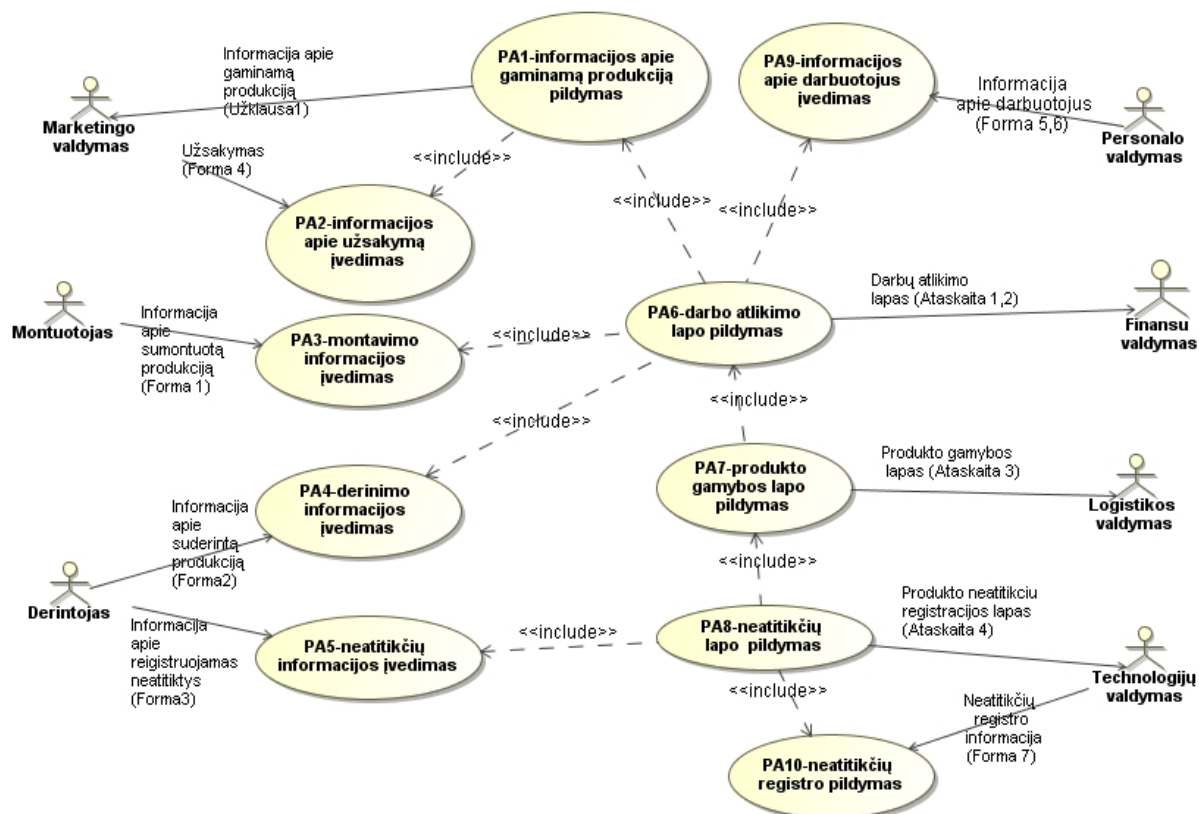 Informacija apie
gaminamą
produkciją
(Užklausa1)
Marketingo
valdymas
PA1-informacijos apie
gaminamą produkciją
pildymas
PA9-informacijos
apie darbuotojus
įvedimas
Informacija
apie darbuotojus
(Forma 5,6)
Personalo
valdymas
Užsakymas
(Forma 4)
<<include>>
PA2-informacijos
apie užsakymą
įvedimas
<<include>>
<<include>>
Montuotojas
Informacija
apie
sumontuotą
produkciją
(Forma 1)
PA3-montavimo
informacijos
įvedimas
<<include>>
PA6-darbo atlikimo
lapo pildymas
Darbų atlikimo
lapas (Ataskaita 1,2)
Finansu
valdymas
<<include>>
<<include>>
PA4-derinimo
informacijos
įvedimas
PA7-produkto
gamybos lapo
pildymas
Produkto gamybos
lapas (Ataskaita 3)
Logistikos
valdymas
Informacija
apie
suderintą
produkciją
(Forma2)
Derintojas
<<include>>
Informacija
apie
reigistruojamas
neatitiktys
(Forma3)
PA5-neatitikčių
informacijos įvedimas
<<include>>
PA8-neatitikčių
lapo pildymas
Produkto neatitikciu
registracijos lapas
(Ataskaita 4)
Technologijų
valdymas
<<include>>
Neatitikčių
registro
informacija
(Forma 7)
PA10-neatitikčių
registro pildymas